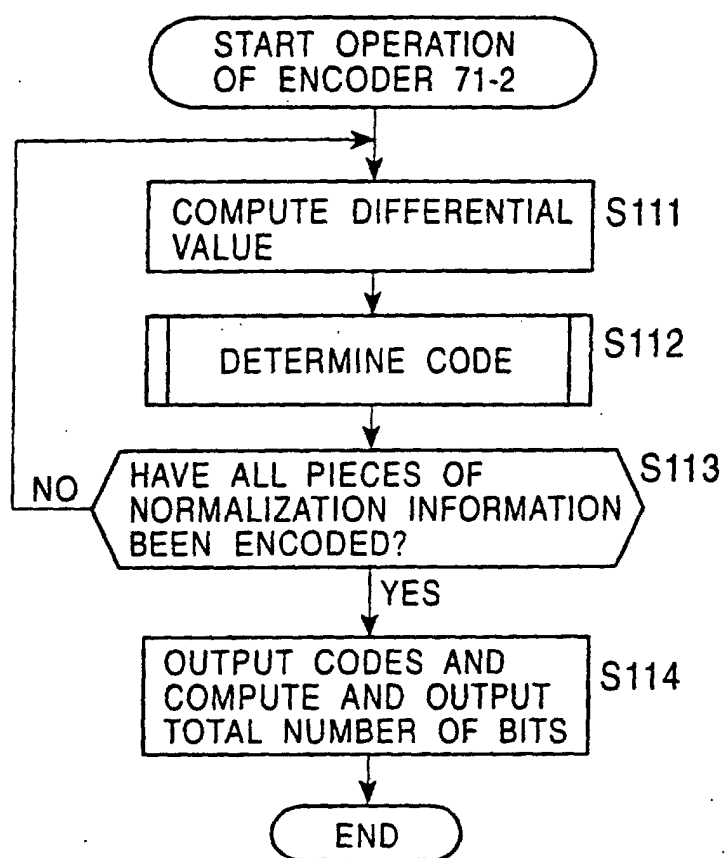 START OPERATION
OF ENCODER 71-2
COMPUTE DIFFERENTIAL
VALUE
S111
DETERMINE CODE
S112
HAVE ALL PIECES OF
NORMALIZATION INFORMATION
BEEN ENCODED?
S113
NO
YES
OUTPUT CODES AND
COMPUTE AND OUTPUT
TOTAL NUMBER OF BITS
S114
END